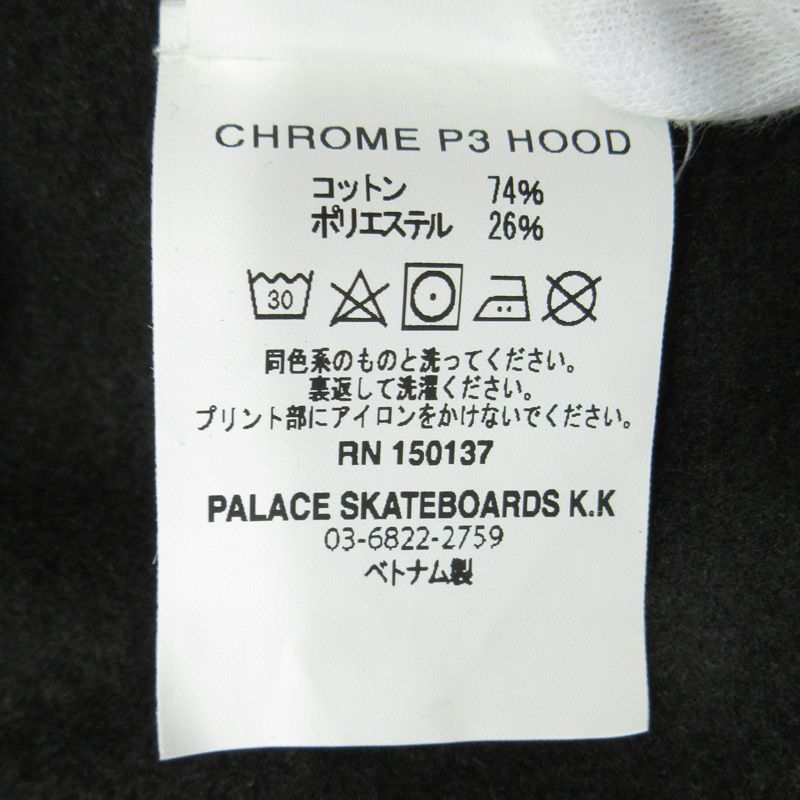 CHROME P3 HOOD
コットン 74%
ポリエステル 26%
30
同色系のものと洗ってください。
裏返して洗濯ください。
プリント部にアイロンをかけないでください。
RN 150137
PALACE SKATEBOARDS K.K
03-6822-2759
ベトナム製